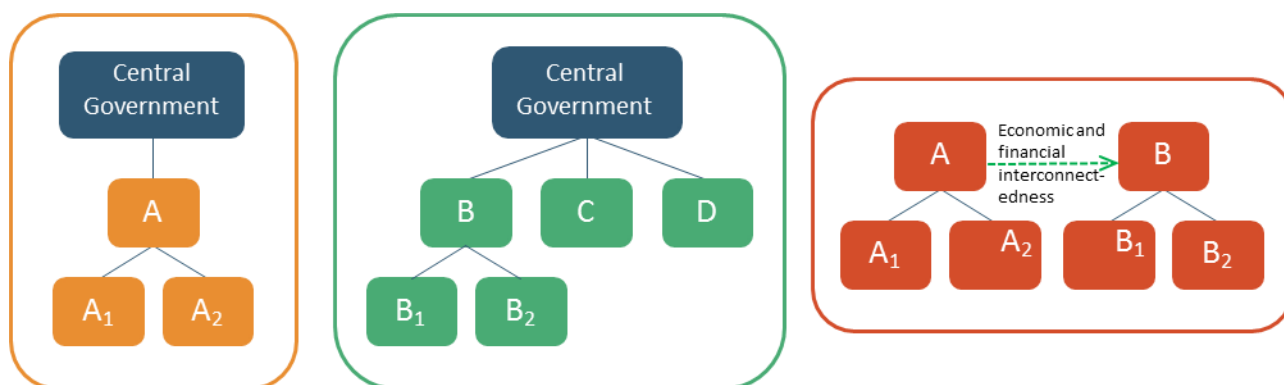 Central
Government
A
A₁
A₂
Central
Government
B
C
D
B₁
B₂
A
Economic and
financial
interconnect-
edness
B
A₁
A₂
B₁
B₂